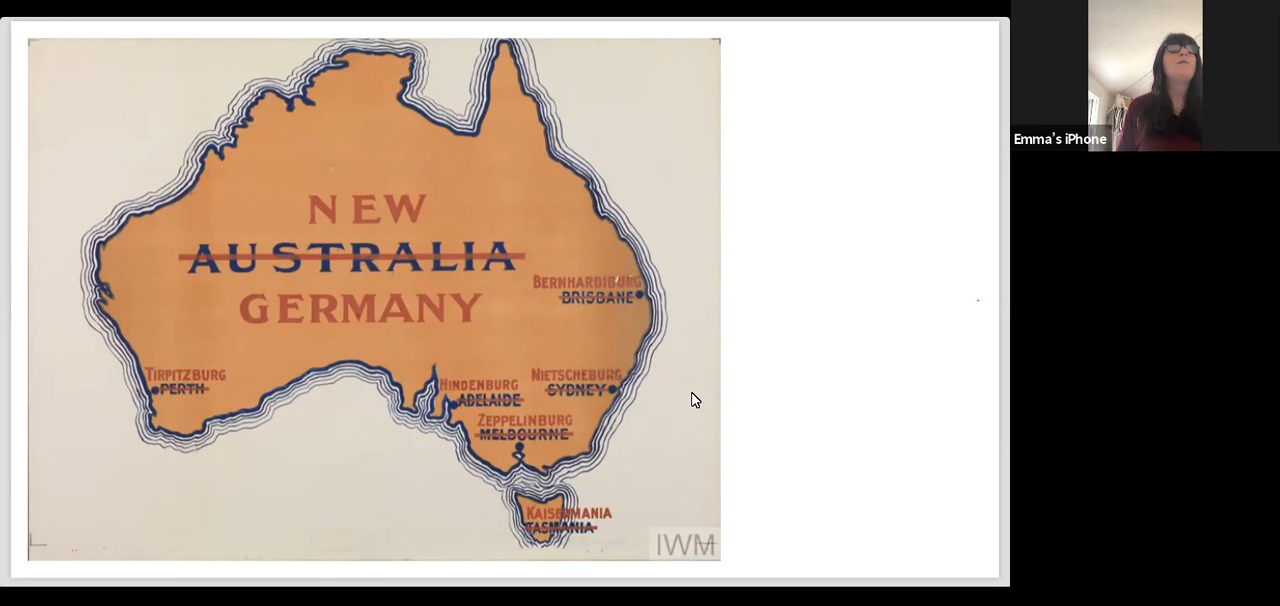 NEW
AUSTRALIA
GERMANY
BERNHARDIBURG
BRISBANE
TIRPITZBURG
PERTH
HINDENBURG
ADELAIDE
NIETSCHEBURG
SYDNEY
ZEPPELINBURG
MELBOURNE
KAISERMANIA
TASMANIA
IWM
Emma's iPhone